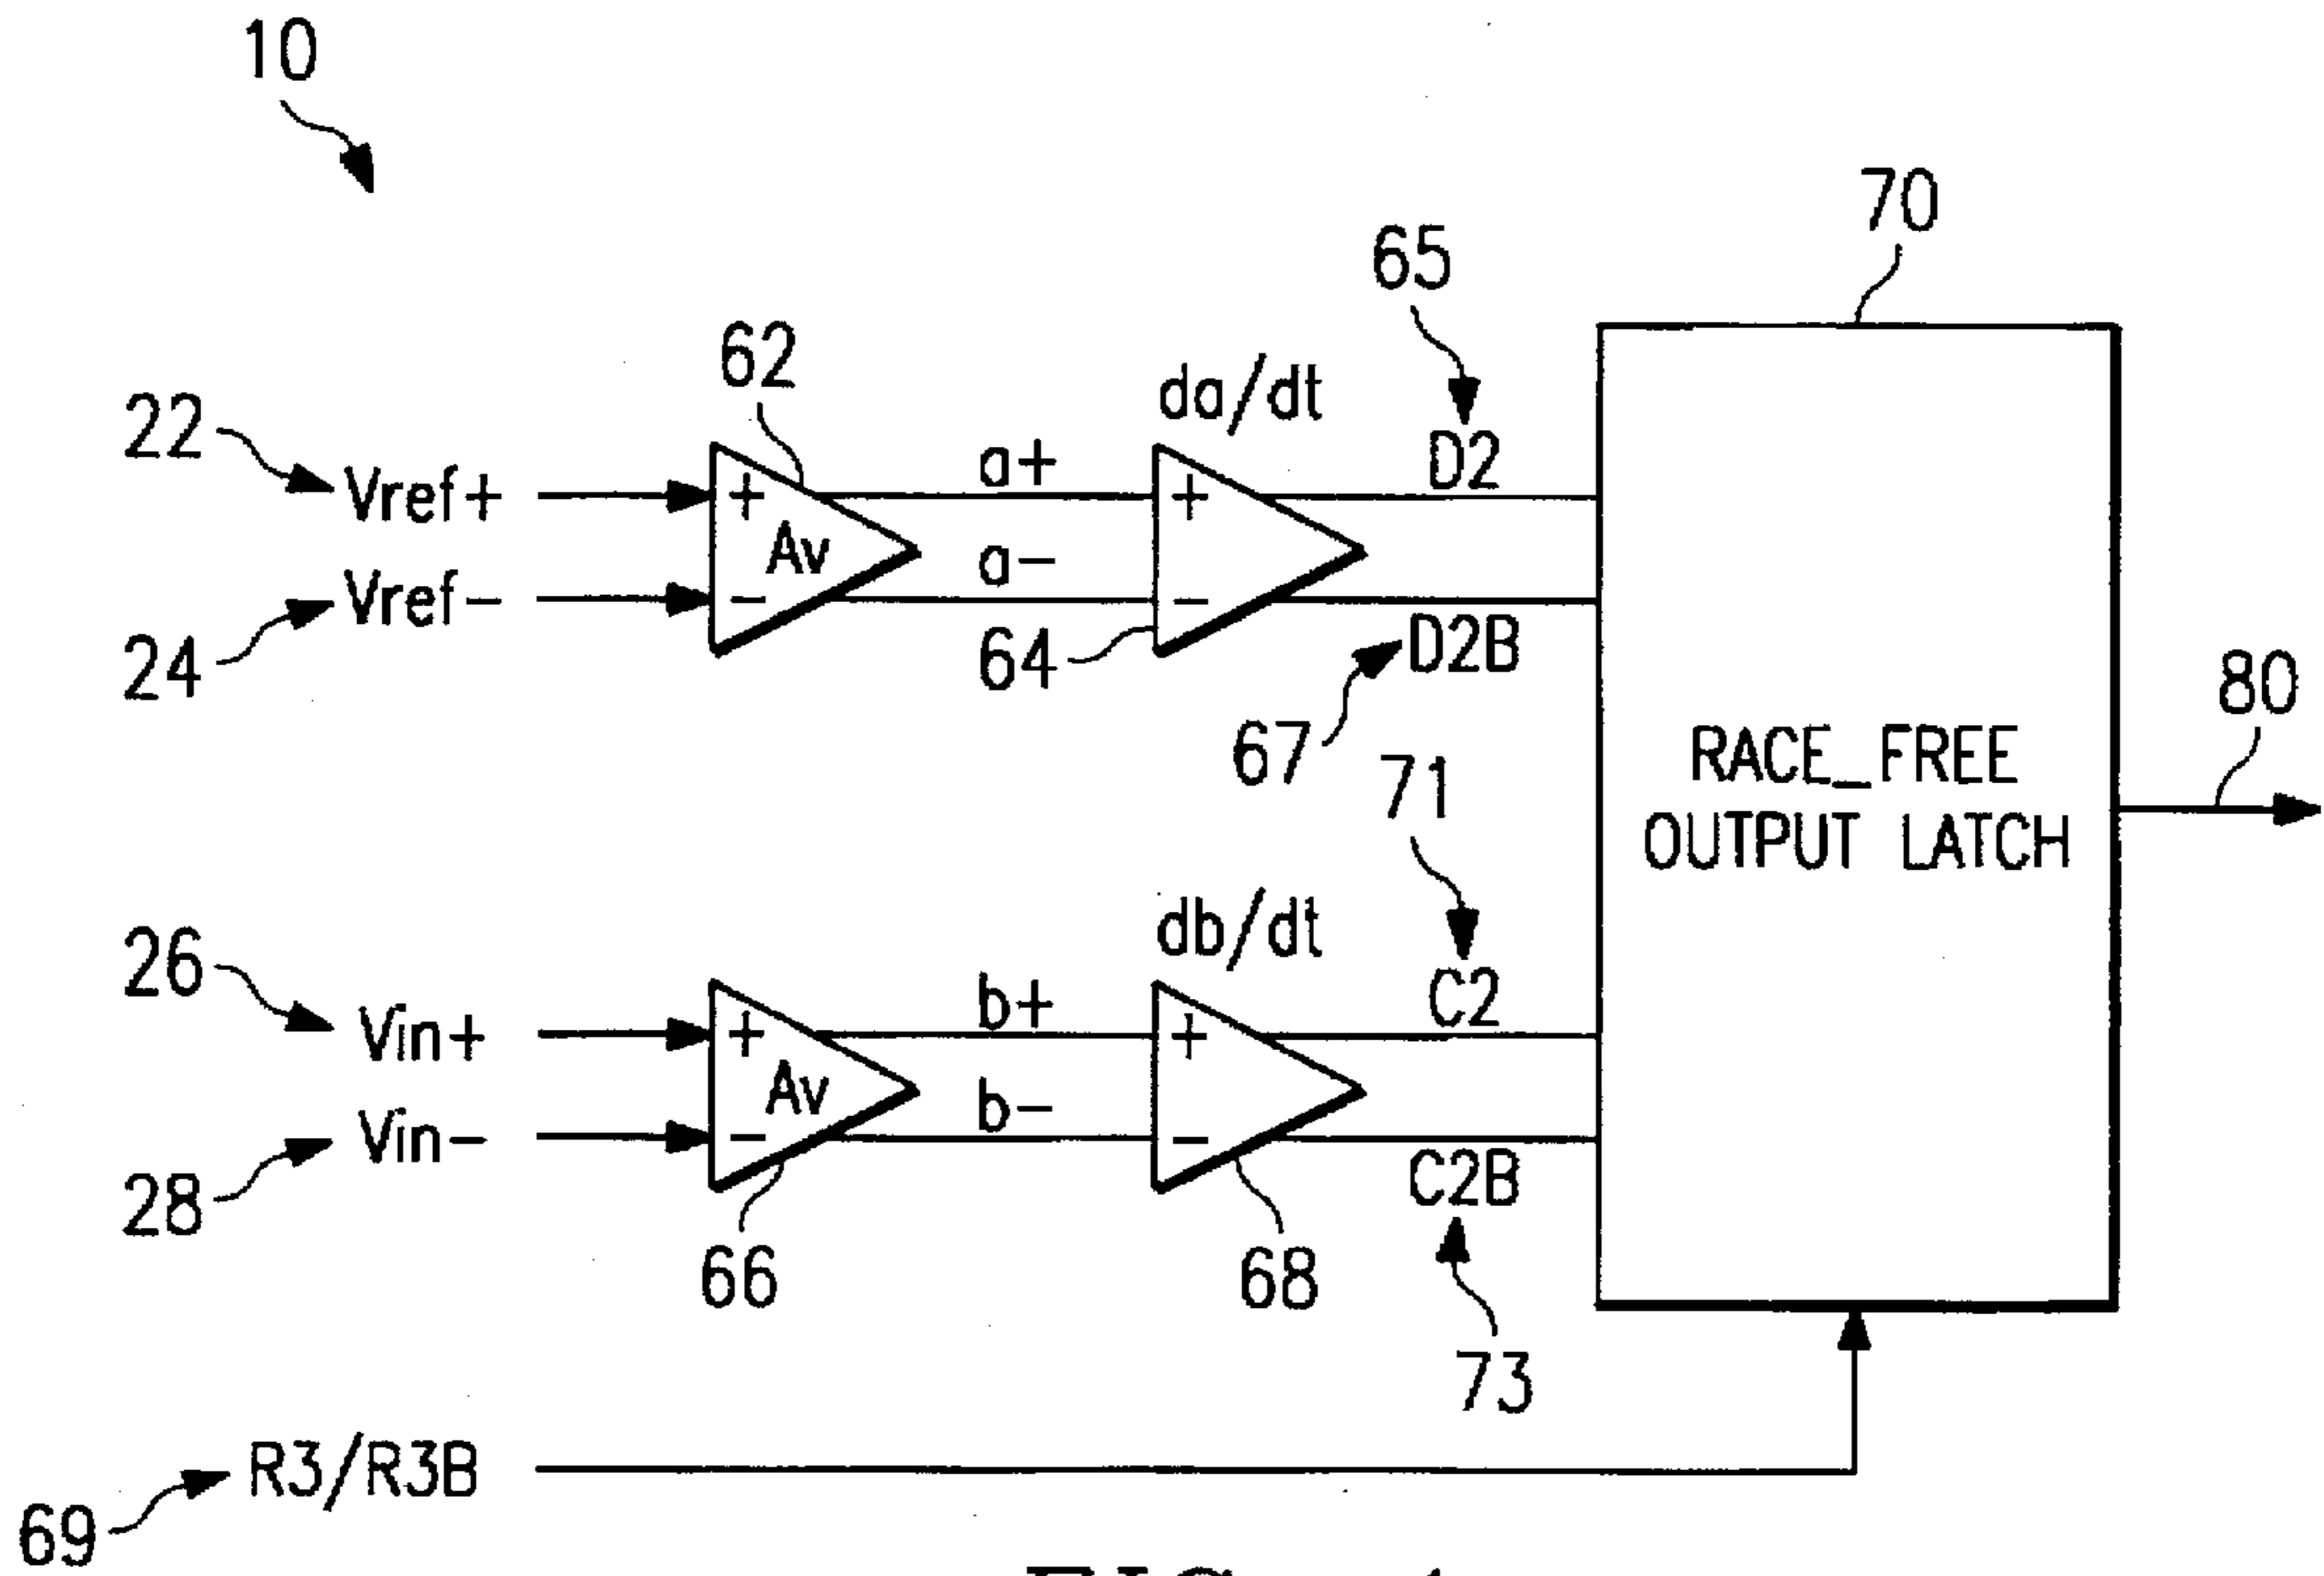 10
70
65
62
da/dt
22
Vref+
+
a+
+
D2
Av
a-
24
Vref-
-
64
-
D2B
67
80
RACE_FREE
OUTPUT LATCH
71
db/dt
26
Vin+
+
b+
+
C2
Av
b-
28
Vin-
-
-
C2B
66
68
73
R3/R3B
69